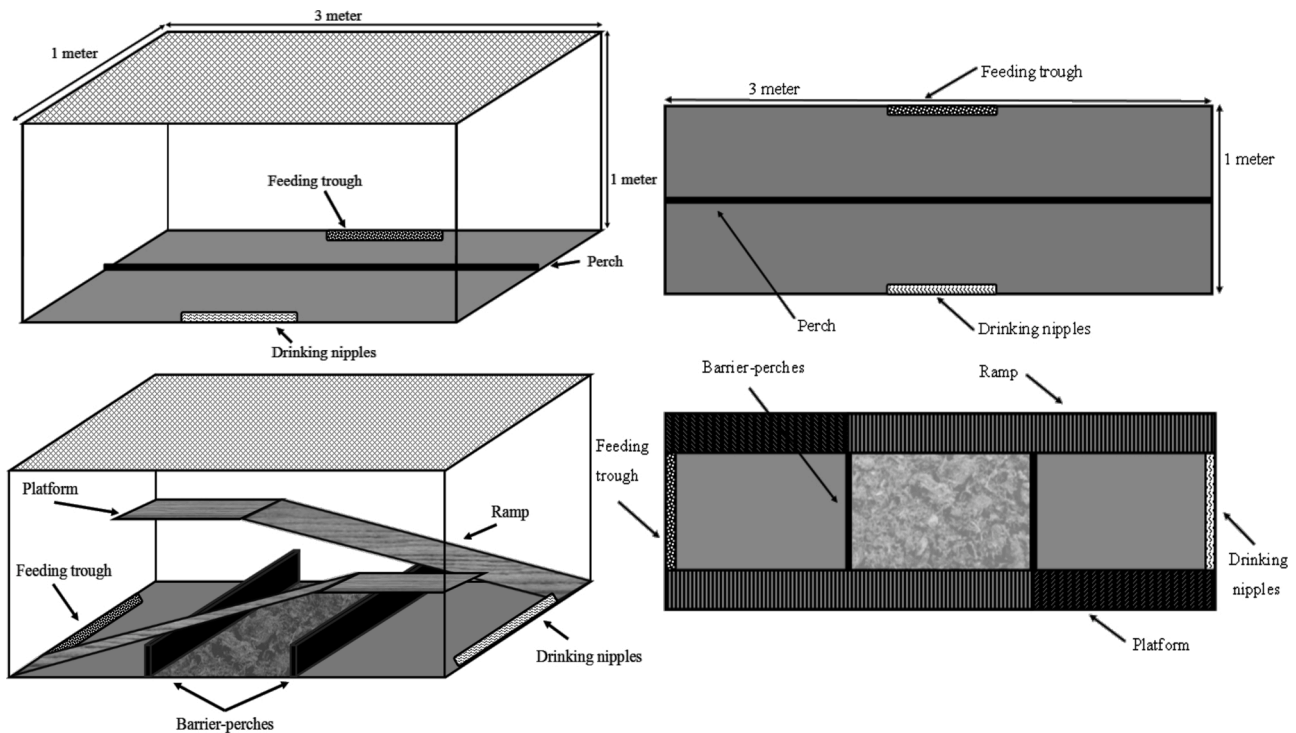 3 meter
1 meter
1 meter
Feeding trough
Perch
Drinking nipples
Feeding trough
3 meter
1 meter
Perch
Drinking nipples
Platform
Ramp
Feeding trough
Drinking nipples
Barrier-perches
Barrier-perches
Ramp
Feeding
trough
Drinking
nipples
Platform